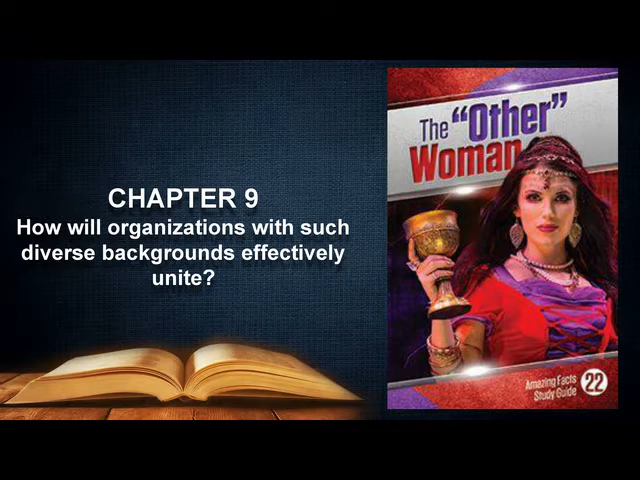 CHAPTER 9
How will organizations with such
diverse backgrounds effectively
unite?
The “Other”
Woman
Amazing Facts
Study Guide
22